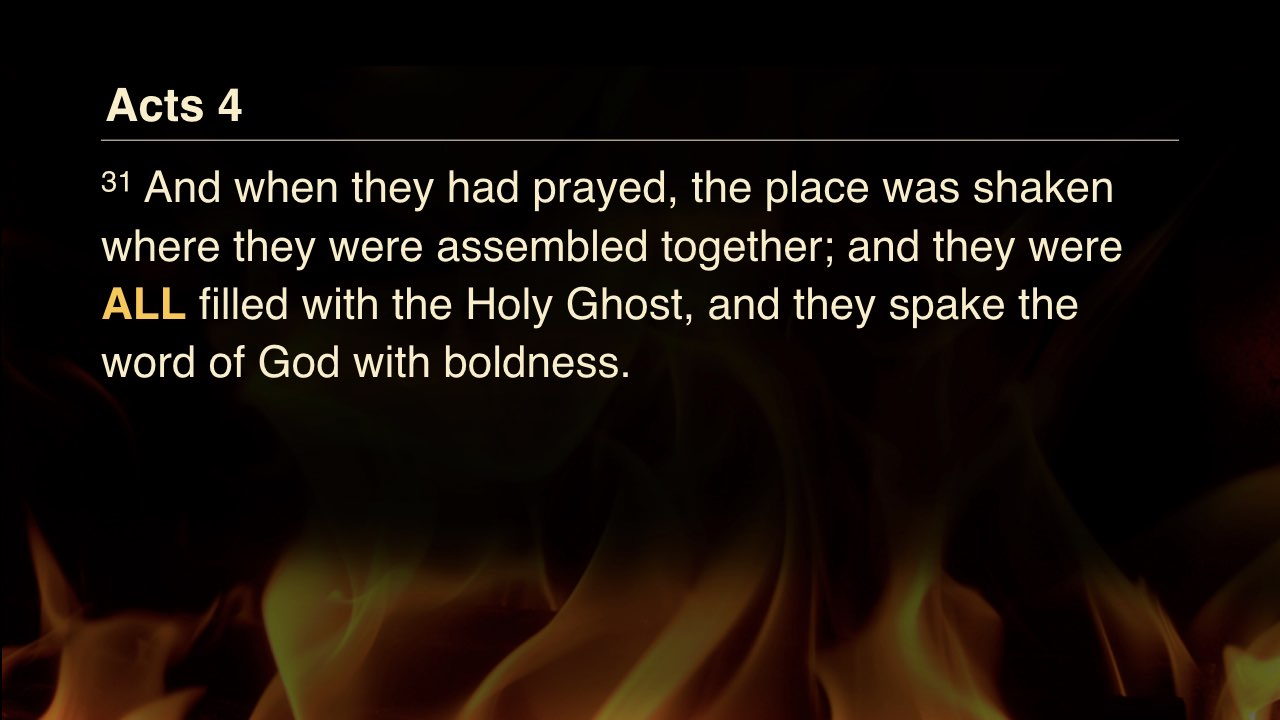 Acts 4
31 And when they had prayed, the place was shaken
where they were assembled together; and they were
ALL filled with the Holy Ghost, and they spake the
word of God with boldness.